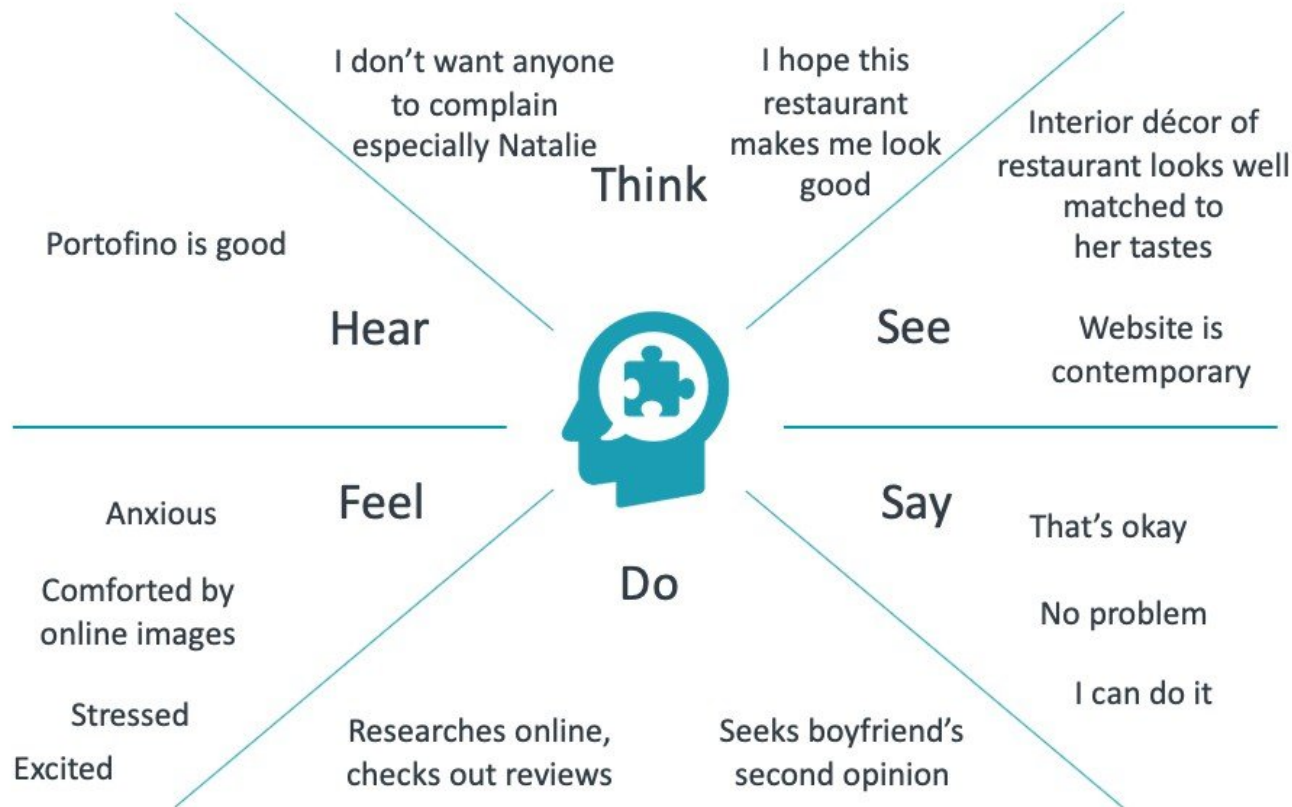 I don’t want anyone
to complain
especially Natalie
I hope this
restaurant
makes me look
good
Think
Interior décor of
restaurant looks well
matched to
her tastes
Website is
contemporary
See
Portofino is good
Hear
Feel
Anxious
Comforted by
online images
Stressed
Excited
Say
That’s okay
No problem
I can do it
Do
Researches online,
checks out reviews
Seeks boyfriend’s
second opinion